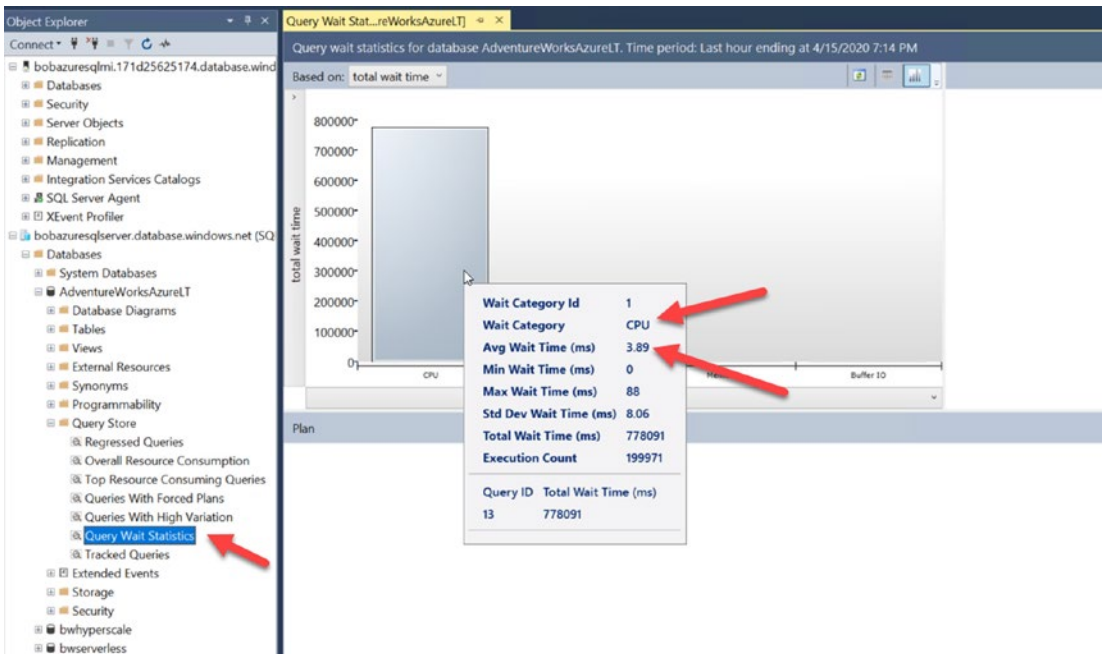 Object Explorer
Connect
bobazuresqlmi.171d25625174.database.wind
Databases
Security
Server Objects
Replication
Management
Integration Services Catalogs
SQL Server Agent
XEvent Profiler
bobazuresqlserver.database.windows.net (SQ
Databases
System Databases
AdventureWorksAzureLT
Database Diagrams
Tables
Views
External Resources
Synonyms
Programmability
Query Store
Regressed Queries
Overall Resource Consumption
Top Resource Consuming Queries
Queries With Forced Plans
Queries With High Variation
Query Wait Statistics
Tracked Queries
Extended Events
Storage
Security
bwhyperscale
bwserverless
Query Wait Stat...reWorksAzureLT]
Query wait statistics for database AdventureWorksAzureLT. Time period: Last hour ending at 4/15/2020 7:14 PM
Based on: total wait time
total wait time
800000
700000
600000
500000
400000
300000
200000
100000
0
CPU
Buffer IO
Wait Category Id 1
Wait Category CPU
Avg Wait Time (ms) 3.89
Min Wait Time (ms) 0
Max Wait Time (ms) 88
Std Dev Wait Time (ms) 8.06
Total Wait Time (ms) 778091
Execution Count 199971
Query ID Total Wait Time (ms)
13 778091
Plan